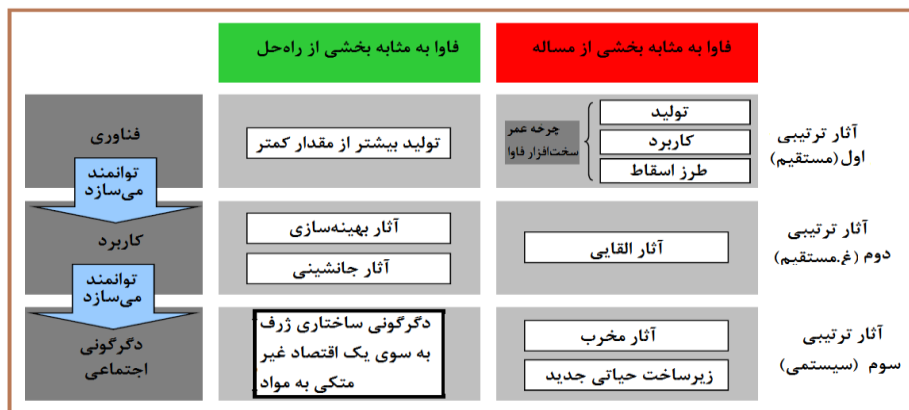 فاوا به مثابه بخشی از مساله
فاوا به مثابه بخشی از راه‌حل
آثار ترتیبی
اول(مستقیم)
تولید
کاربرد
طرز اسقاط
چرخه عمر
سخت‌افزار فاوا
تولید بیشتر از مقدار کمتر
فناوری
توانمند
می‌سازد
آثار ترتیبی
دوم (غ.مستقیم)
آثار القایی
آثار بهینه‌سازی
آثار جانشینی
کاربرد
توانمند
می‌سازد
آثار ترتیبی
سوم (سیستمی)
آثار مخرب
زیرساخت حیاتی جدید
دگرگونی ساختاری ژرف
به سوی یک اقتصاد غیر
متکی به مواد
دگرگونی
اجتماعی